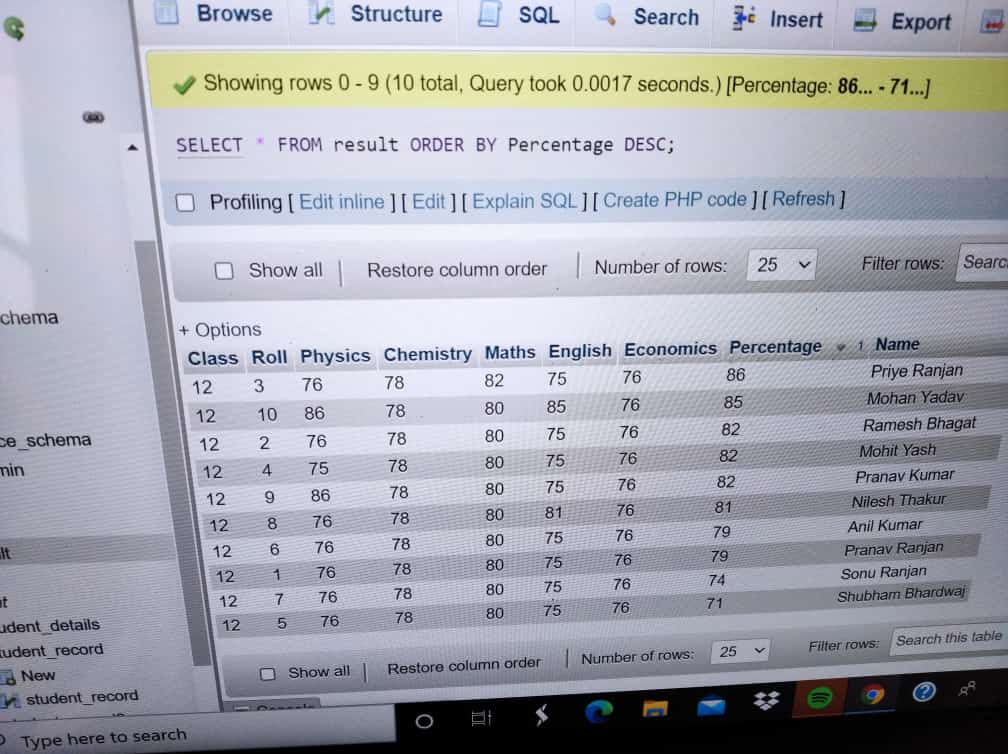 Browse Structure SQL Search Insert Export
Showing rows 0 - 9 (10 total, Query took 0.0017 seconds.) [Percentage: 86... - 71...]
SELECT * FROM result ORDER BY Percentage DESC;
Profiling [ Edit inline ] [ Edit ] [ Explain SQL ] [ Create PHP code ] [ Refresh ]
Show all Restore column order Number of rows: 25 Filter rows: Searc
chema
+ Options
Class Roll Physics Chemistry Maths English Economics Percentage 1 Name
12 3 76 78 82 75 76 86 Priye Ranjan
12 10 86 78 80 85 76 85 Mohan Yadav
12 2 76 78 80 75 76 82 Ramesh Bhagat
12 4 75 78 80 75 76 82 Mohit Yash
12 9 86 78 80 75 76 82 Pranav Kumar
12 8 76 78 80 81 76 81 Nilesh Thakur
12 6 76 78 80 75 76 79 Anil Kumar
12 1 76 78 80 75 76 79 Pranav Ranjan
12 7 76 78 80 75 76 74 Sonu Ranjan
12 5 76 78 80 75 76 71 Shubham Bhardwaj
ce_schema
min
lt
t
udent_details
tudent_record
New
student_record
Show all Restore column order Number of rows: 25 Filter rows: Search this table
Console
Type here to search